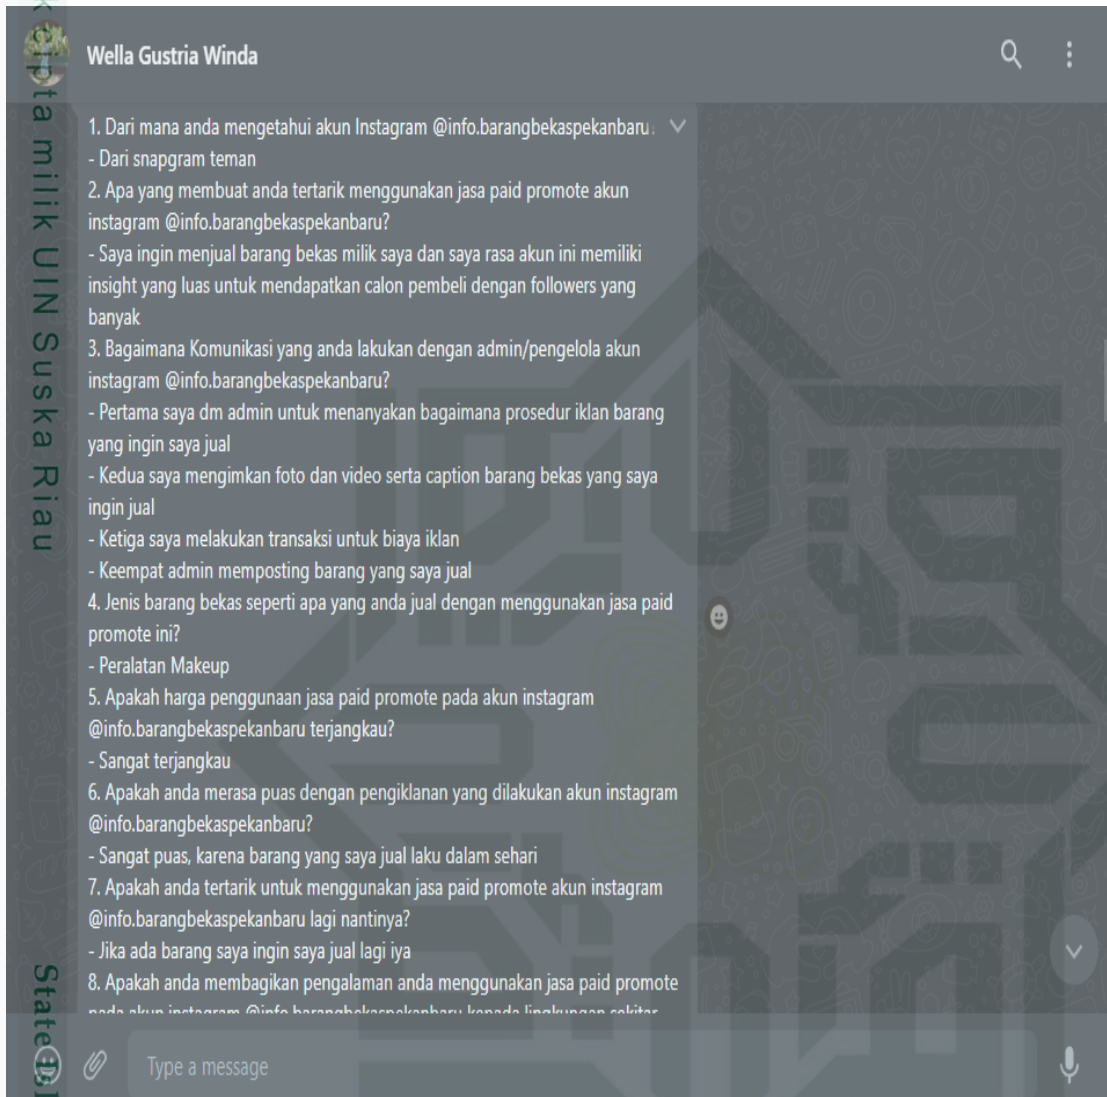 Wella Gustria Winda
1. Dari mana anda mengetahui akun Instagram @info.barangbekaspekanbaru
- Dari snapgram teman
2. Apa yang membuat anda tertarik menggunakan jasa paid promote akun
instagram @info.barangbekaspekanbaru?
- Saya ingin menjual barang bekas milik saya dan saya rasa akun ini memiliki
insight yang luas untuk mendapatkan calon pembeli dengan followers yang
banyak
3. Bagaimana Komunikasi yang anda lakukan dengan admin/pengelola akun
instagram @info.barangbekaspekanbaru?
- Pertama saya dm admin untuk menanyakan bagaimana prosedur iklan barang
yang ingin saya jual
- Kedua saya mengimkan foto dan video serta caption barang bekas yang saya
ingin jual
- Ketiga saya melakukan transaksi untuk biaya iklan
- Keempat admin memposting barang yang saya jual
4. Jenis barang bekas seperti apa yang anda jual dengan menggunakan jasa paid
promote ini?
- Peralatan Makeup
5. Apakah harga penggunaan jasa paid promote pada akun instagram
@info.barangbekaspekanbaru terjangkau?
- Sangat terjangkau
6. Apakah anda merasa puas dengan pengiklanan yang dilakukan akun instagram
@info.barangbekaspekanbaru?
- Sangat puas, karena barang yang saya jual laku dalam sehari
7. Apakah anda tertarik untuk menggunakan jasa paid promote akun instagram
@info.barangbekaspekanbaru lagi nantinya?
- Jika ada barang saya ingin saya jual lagi iya
8. Apakah anda membagikan pengalaman anda menggunakan jasa paid promote
pada akun instagram @info.barangbekaspekanbaru kepada lingkungan sekitar
Type a message
k cipta milik UIN Suska Riau
State Isl